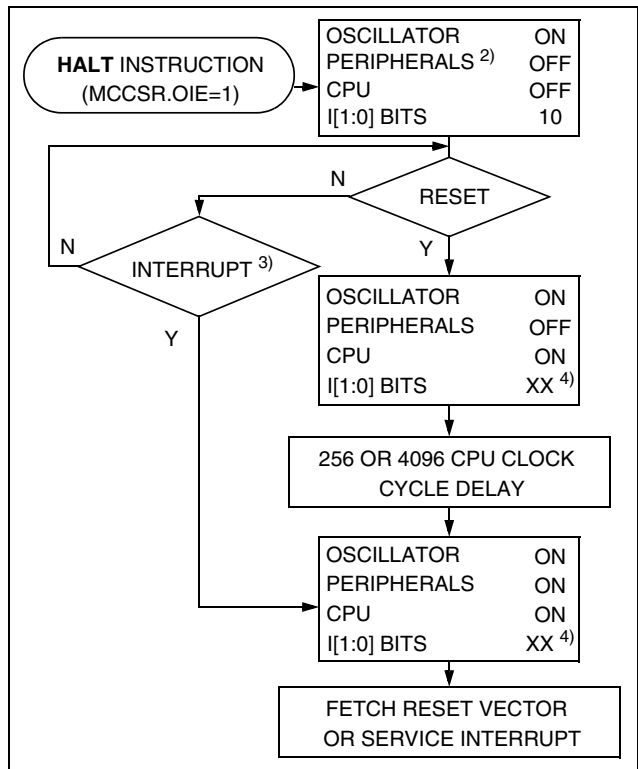 HALT INSTRUCTION
(MCCSR.OIE=1)
OSCILLATOR ON
PERIPHERALS 2) OFF
CPU OFF
I[1:0] BITS 10
RESET
N
Y
INTERRUPT 3)
N
Y
OSCILLATOR ON
PERIPHERALS OFF
CPU ON
I[1:0] BITS XX 4)
256 OR 4096 CPU CLOCK
CYCLE DELAY
OSCILLATOR ON
PERIPHERALS ON
CPU ON
I[1:0] BITS XX 4)
FETCH RESET VECTOR
OR SERVICE INTERRUPT